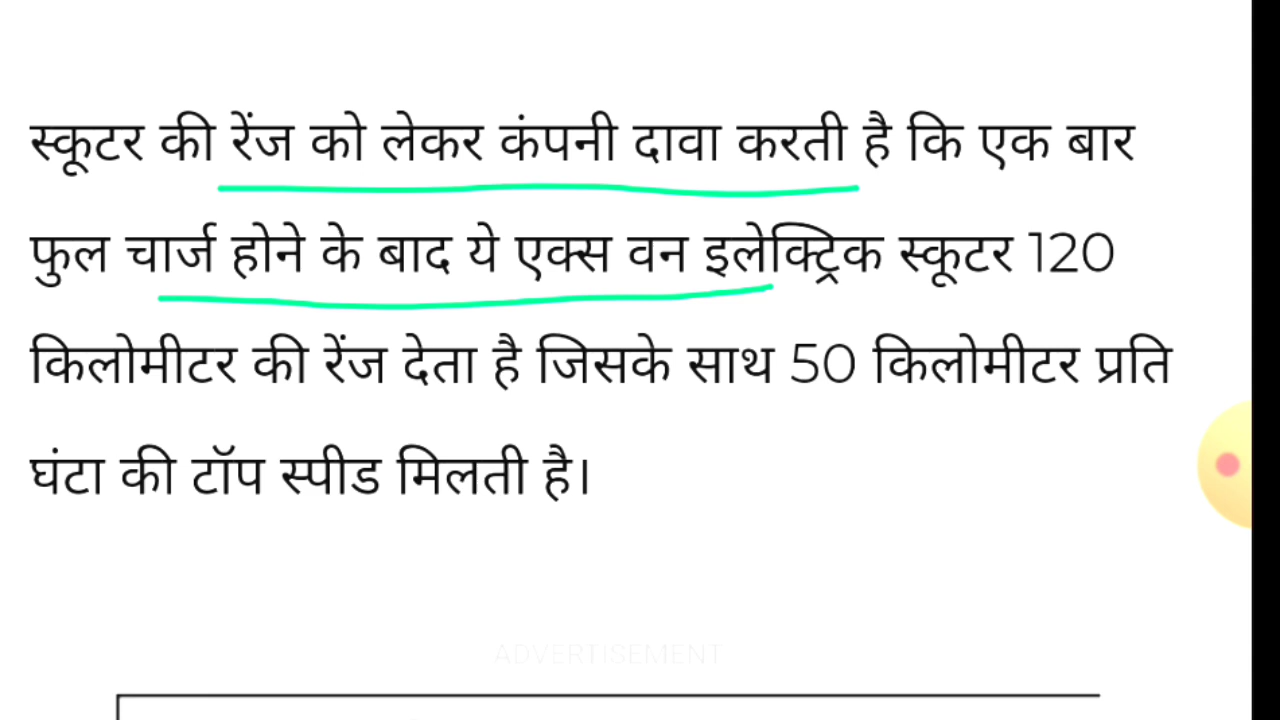 स्कूटर की रेंज को लेकर कंपनी दावा करती है कि एक बार
फुल चार्ज होने के बाद ये एक्स वन इलेक्ट्रिक स्कूटर 120
किलोमीटर की रेंज देता है जिसके साथ 50 किलोमीटर प्रति
घंटा की टॉप स्पीड मिलती है।
ADVERTISEMENT